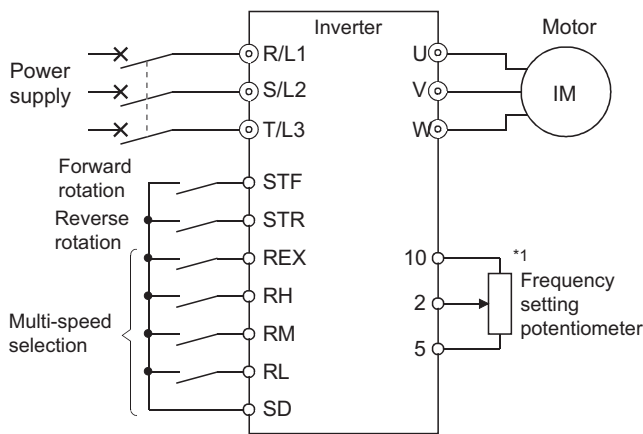 Inverter
Motor
Power
supply
R/L1
S/L2
T/L3
U
V
W
IM
Forward
rotation
Reverse
rotation
Multi-speed
selection
STF
STR
REX
RH
RM
RL
SD
10
2
5
*1
Frequency
setting
potentiometer